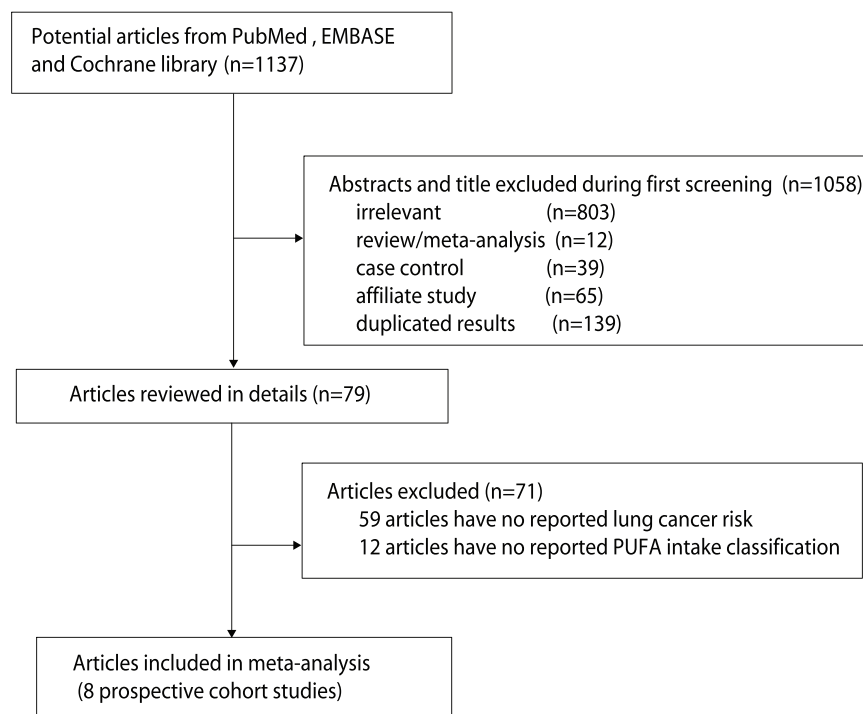 Potential articles from PubMed , EMBASE
and Cochrane library (n=1137)
Abstracts and title excluded during first screening (n=1058)
irrelevant (n=803)
review/meta-analysis (n=12)
case control (n=39)
affiliate study (n=65)
duplicated results (n=139)
Articles reviewed in details (n=79)
Articles excluded (n=71)
59 articles have no reported lung cancer risk
12 articles have no reported PUFA intake classification
Articles included in meta-analysis
(8 prospective cohort studies)